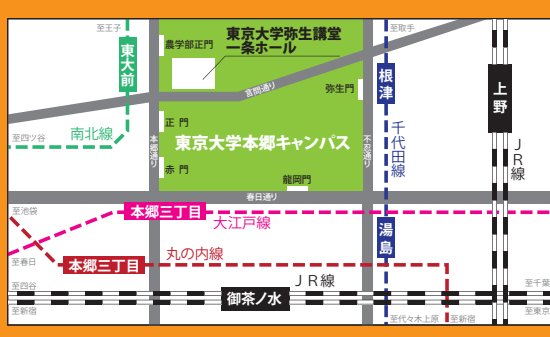 至王子
東大前
農学部正門
東京大学弥生講堂
一条ホール
至取手
根津
上野
言問通り
弥生門
至四ツ谷
南北線
正門
東京大学本郷キャンパス
本郷通り
不忍通り
千代田線
JR線
赤門
龍岡門
春日通り
至池袋
本郷三丁目
大江戸線
湯島
至春日
本郷三丁目
丸の内線
至四谷
JR線
至千葉
至新宿
御茶ノ水
至代々木上原
至新宿
至東京